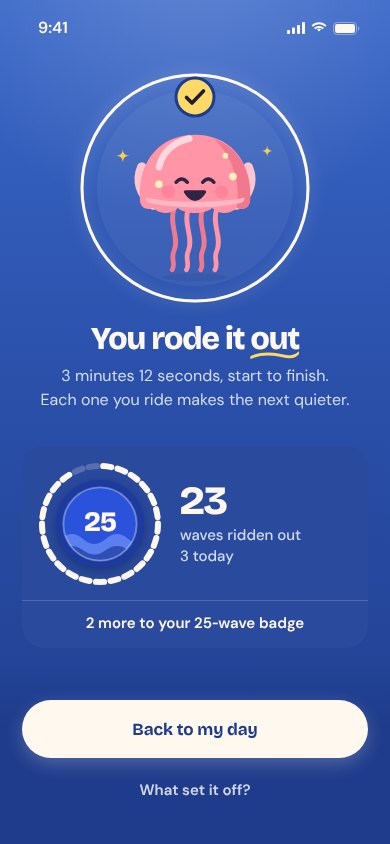 9:41
You rode it out
3 minutes 12 seconds, start to finish.
Each one you ride makes the next quieter.
25
23
waves ridden out
3 today
2 more to your 25-wave badge
Back to my day
What set it off?